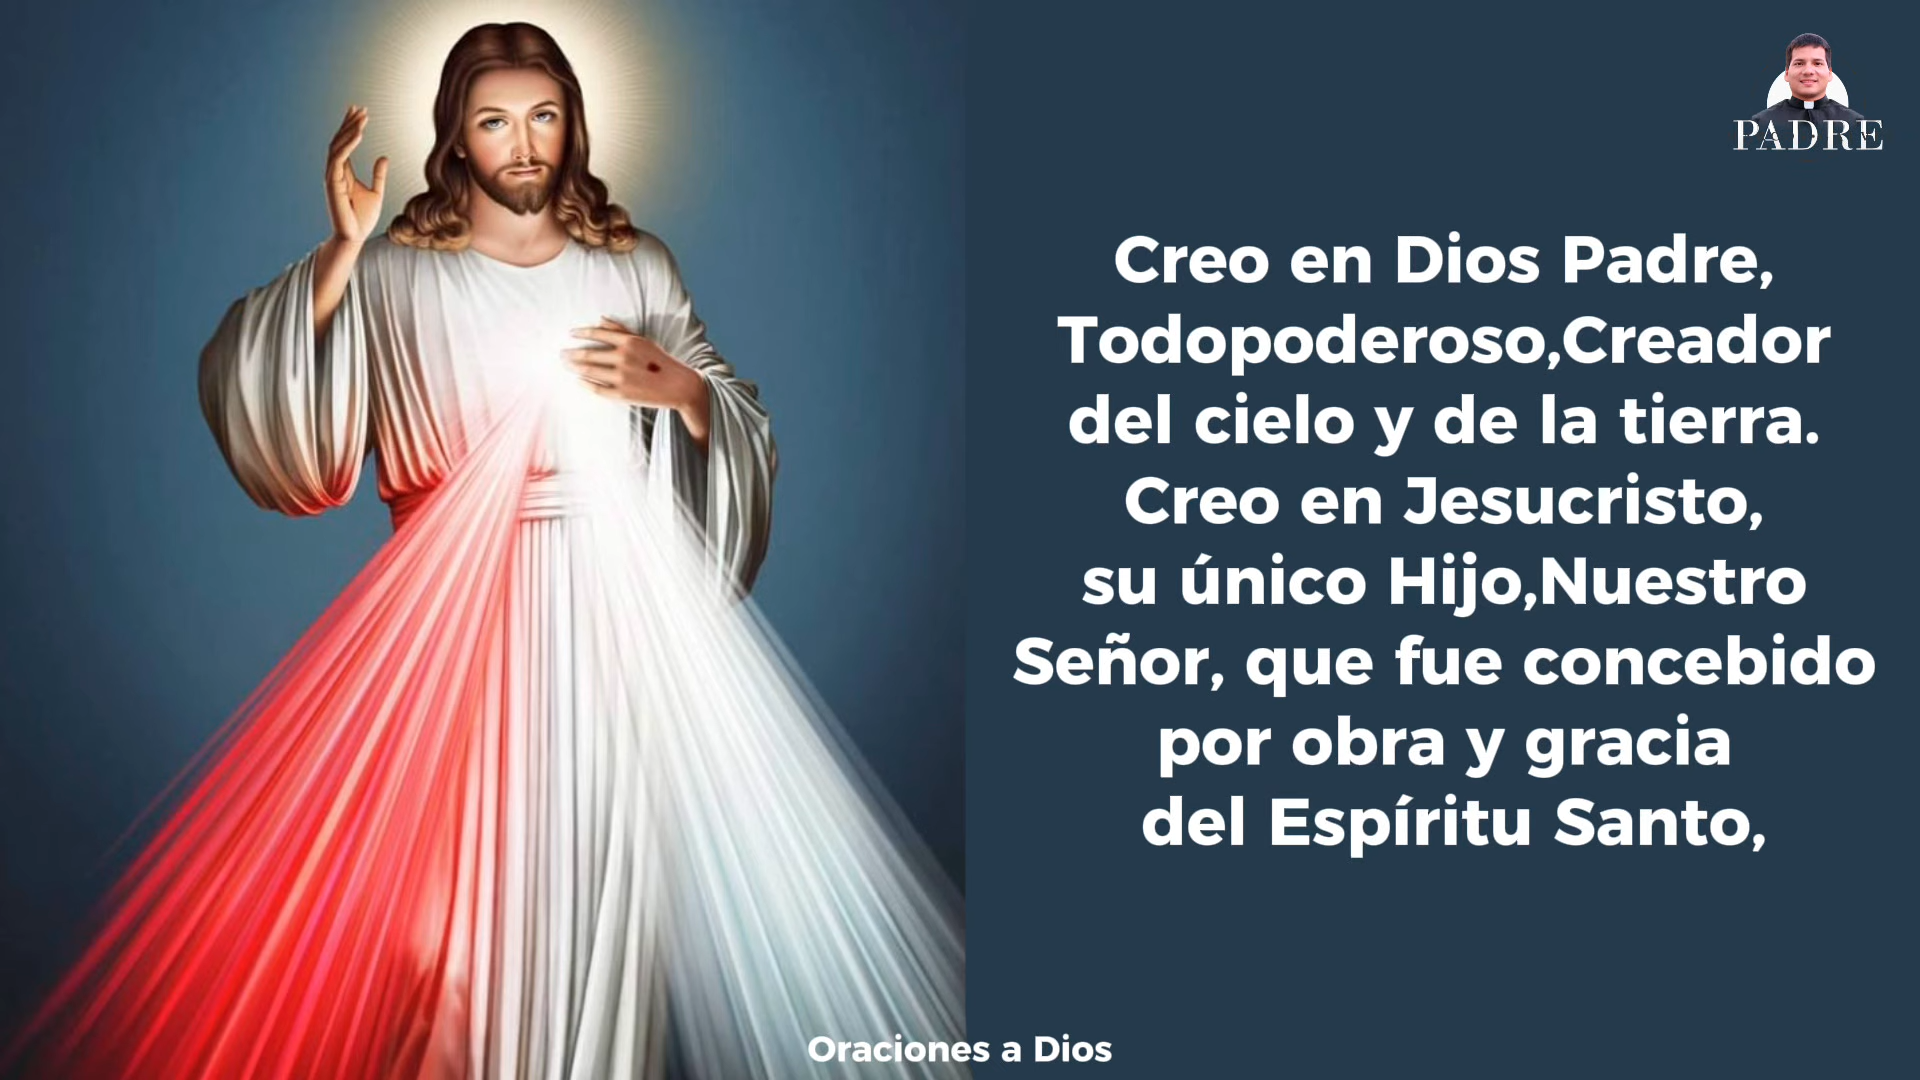 PADRE
Creo en Dios Padre,
Todopoderoso,Creador
del cielo y de la tierra.
Creo en Jesucristo,
su único Hijo,Nuestro
Señor, que fue concebido
por obra y gracia
del Espíritu Santo,
Oraciones a Dios